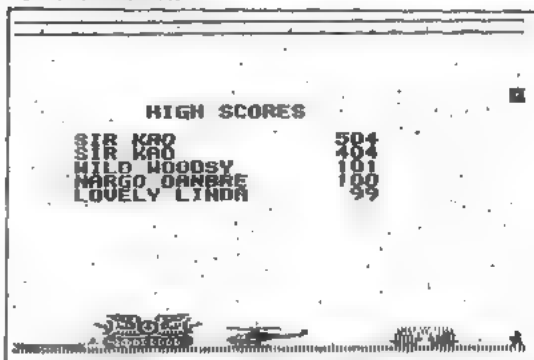 HIGH SCORES
SIR KAO 504
SIR KAO 404
WILD WOODSY 101
MARGO DANBRE 100
LOVELY LINDA 99